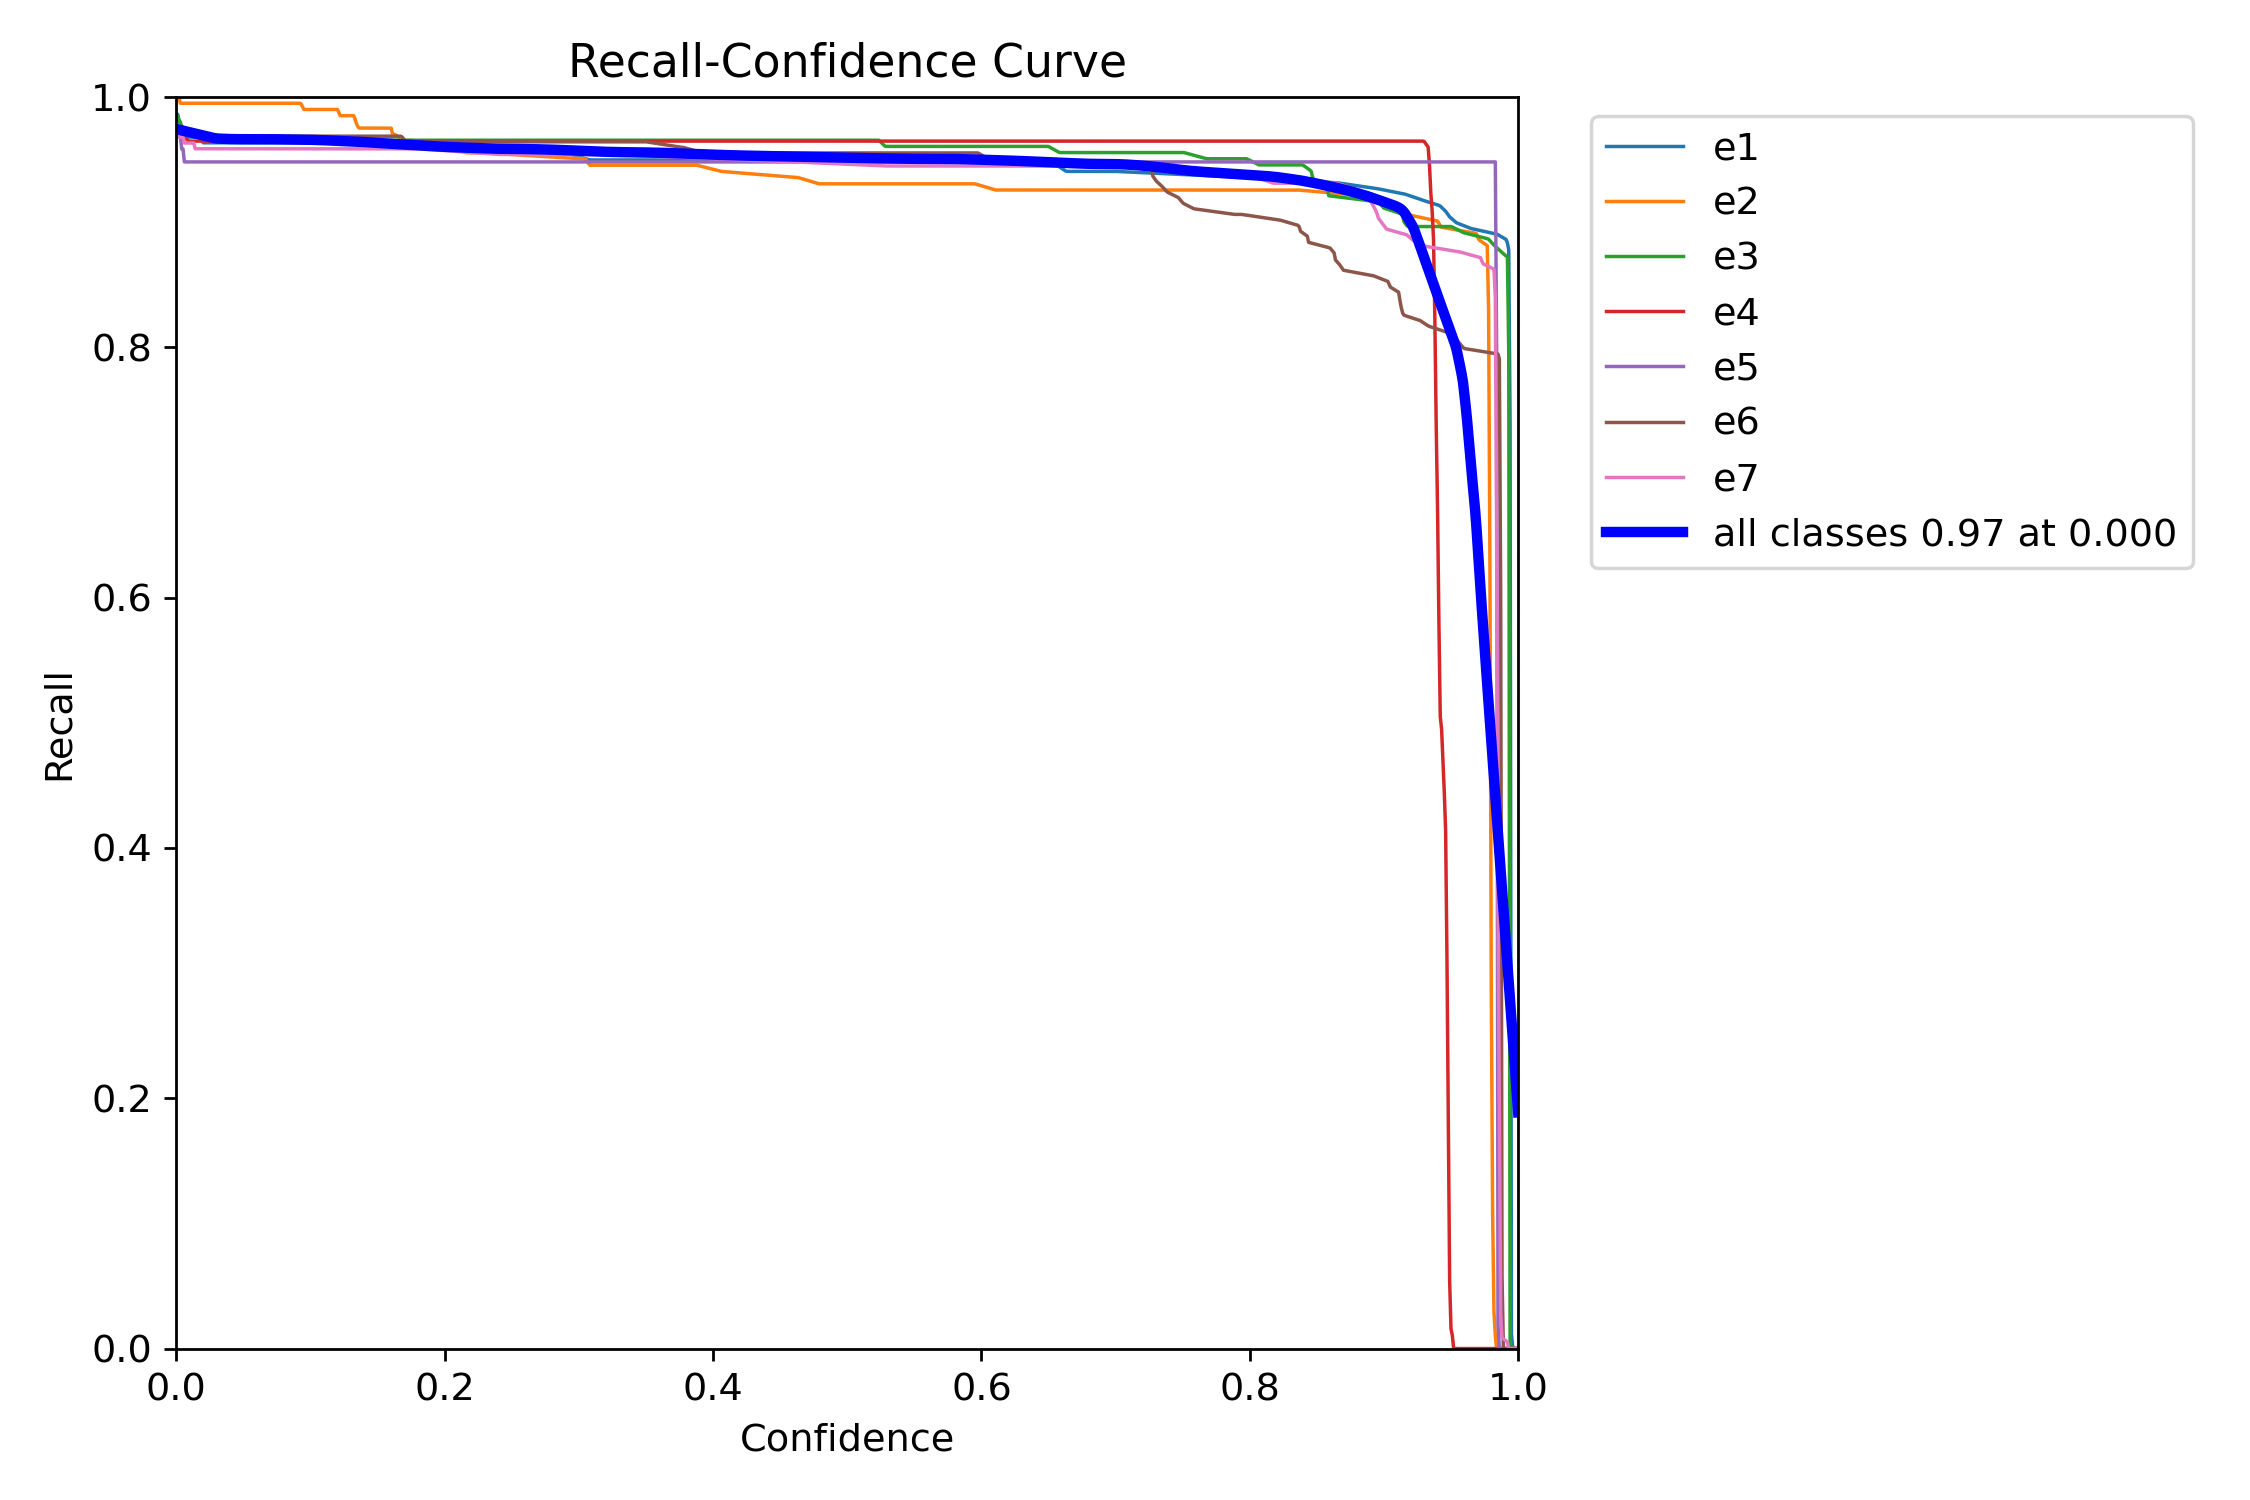 Recall-Confidence Curve
1.0
0.8
0.6
0.4
0.2
0.0
Recall
0.0 0.2 0.4 0.6 0.8 1.0
Confidence
e1
e2
e3
e4
e5
e6
e7
all classes 0.97 at 0.000